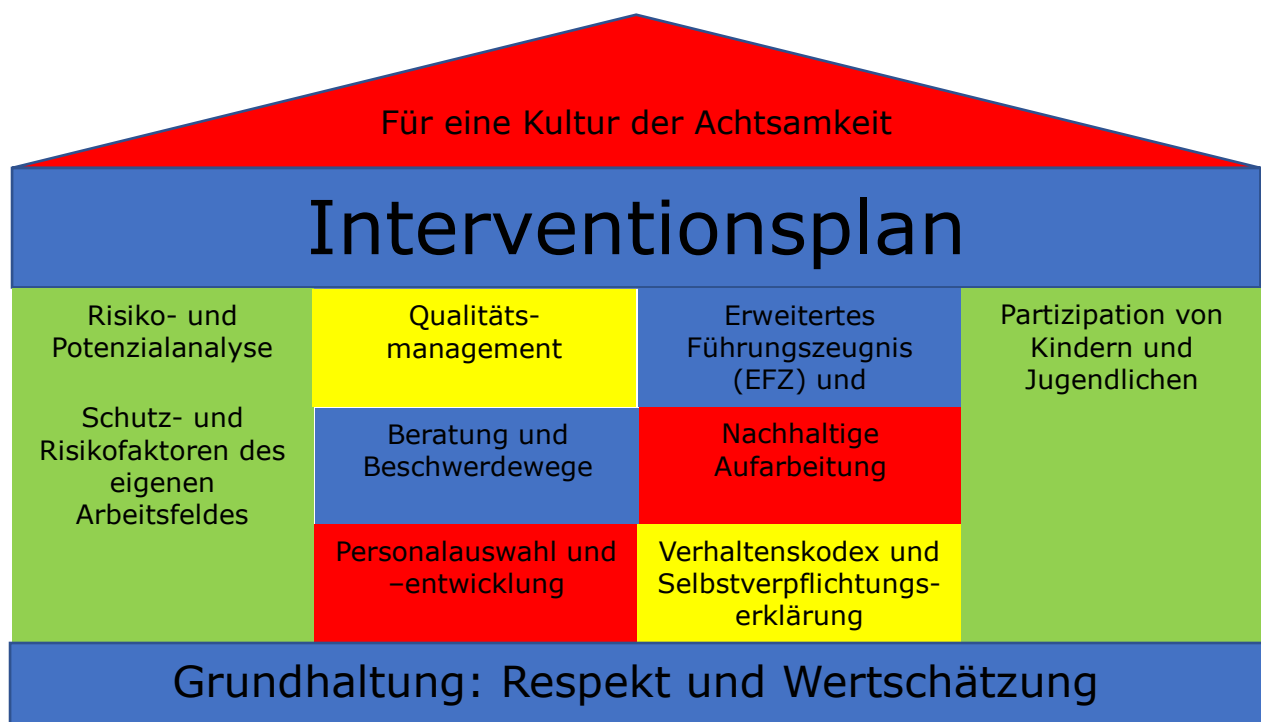 Für eine Kultur der Achtsamkeit
Interventionsplan
Risiko- und
Potenzialanalyse
Schutz- und
Risikofaktoren des
eigenen
Arbeitsfeldes
Qualitäts-
management
Erweitertes
Führungszeugnis
(EFZ) und
Partizipation von
Kindern und
Jugendlichen
Beratung und
Beschwerdewege
Nachhaltige
Aufarbeitung
Personalauswahl und
–entwicklung
Verhaltenskodex und
Selbstverpflichtungs-
erklärung
Grundhaltung: Respekt und Wertschätzung